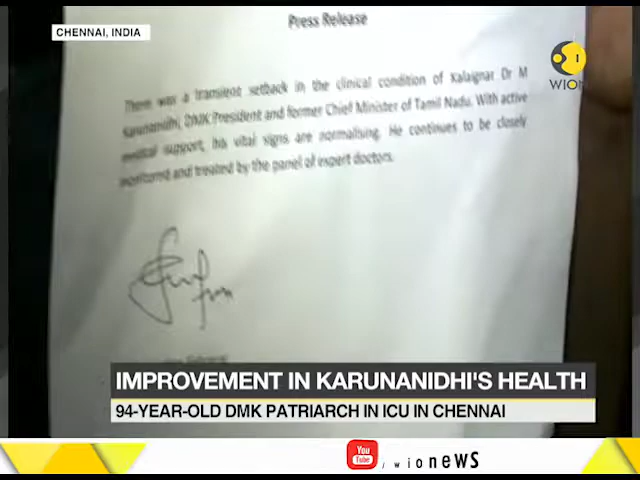 CHENNAI, INDIA
Press Release
WION
There was a transient setback in the clinical condition of Kalaignar Dr M
Karunanidhi, DMK President and former Chief Minister of Tamil Nadu. With active
medical support, his vital signs are normalising. He continues to be closely
monitored and treated by the panel of expert doctors.
IMPROVEMENT IN KARUNANIDHI'S HEALTH
94-YEAR-OLD DMK PATRIARCH IN ICU IN CHENNAI
You
Tube
/wionews